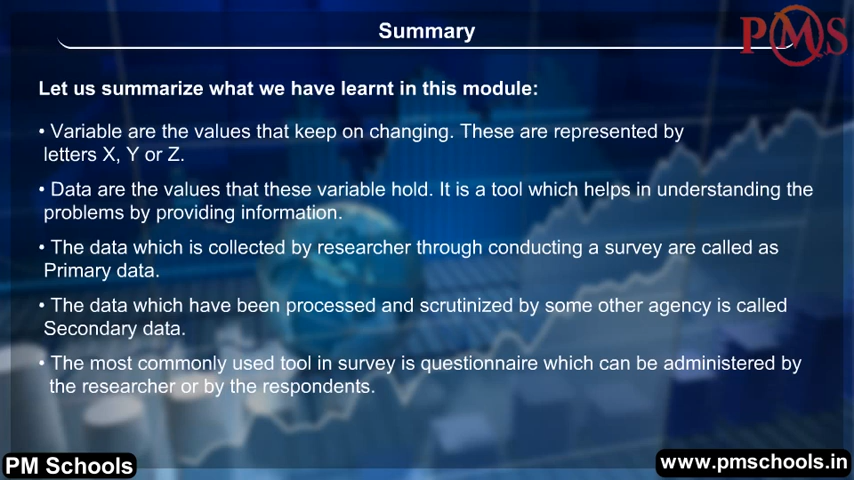 Summary
PMS
Let us summarize what we have learnt in this module:
• Variable are the values that keep on changing. These are represented by
letters X, Y or Z.
• Data are the values that these variable hold. It is a tool which helps in understanding the
problems by providing information.
• The data which is collected by researcher through conducting a survey are called as
Primary data.
• The data which have been processed and scrutinized by some other agency is called
Secondary data.
• The most commonly used tool in survey is questionnaire which can be administered by
the researcher or by the respondents.
PM Schools
www.pmschools.in